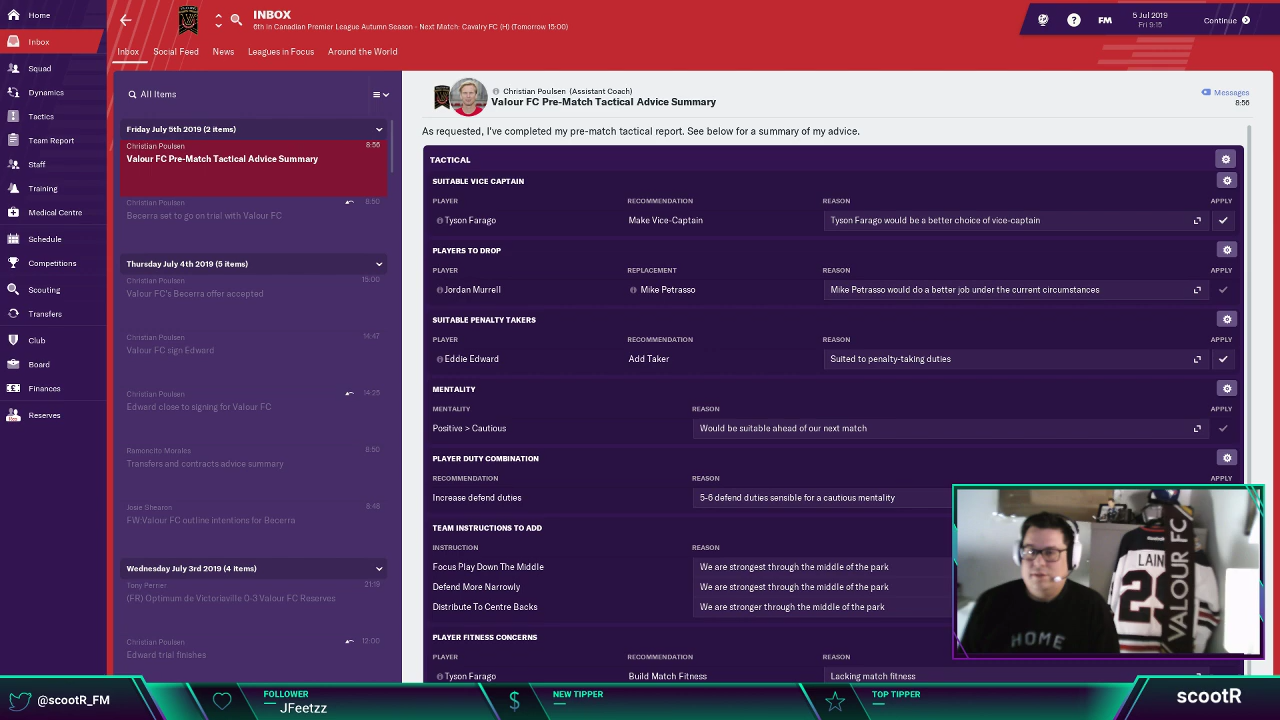 Home
Inbox
Squad
Dynamics
Tactics
Team Report
Staff
Training
Medical Centre
Schedule
Competitions
Scouting
Transfers
Club
Board
Finances
Reserves
INBOX
6th in Canadian Premier League Autumn Season - Next Match: Cavalry FC (H) (Tomorrow 15:00)
FM
5 Jul 2019
Fri 9:15
Continue
Inbox Social Feed News Leagues in Focus Around the World
All Items
Friday July 5th 2019 (2 items)
Christian Poulsen 8:56
Valour FC Pre-Match Tactical Advice Summary
Christian Poulsen 8:50
Becerra set to go on trial with Valour FC
Thursday July 4th 2019 (5 items)
Christian Poulsen 15:00
Valour FC's Becerra offer accepted
Christian Poulsen 14:47
Valour FC sign Edward
Christian Poulsen 14:25
Edward close to signing for Valour FC
Ramoncito Morales 8:50
Transfers and contracts advice summary
Josie Shearon 8:48
FW:Valour FC outline intentions for Becerra
Wednesday July 3rd 2019 (4 items)
Tony Perrier 21:19
(FR) Optimum de Victoriaville 0-3 Valour FC Reserves
Christian Poulsen 12:00
Edward trial finishes
Christian Poulsen (Assistant Coach)
Valour FC Pre-Match Tactical Advice Summary
Messages
8:56
As requested, I've completed my pre-match tactical report. See below for a summary of my advice.
TACTICAL
SUITABLE VICE CAPTAIN
PLAYER RECOMMENDATION REASON APPLY
Tyson Farago Make Vice-Captain Tyson Farago would be a better choice of vice-captain
PLAYERS TO DROP
PLAYER REPLACEMENT REASON APPLY
Jordan Murrell Mike Petrasso Mike Petrasso would do a better job under the current circumstances
SUITABLE PENALTY TAKERS
PLAYER RECOMMENDATION REASON APPLY
Eddie Edward Add Taker Suited to penalty-taking duties
MENTALITY
MENTALITY REASON APPLY
Positive > Cautious Would be suitable ahead of our next match
PLAYER DUTY COMBINATION
RECOMMENDATION REASON APPLY
Increase defend duties 5-6 defend duties sensible for a cautious mentality
TEAM INSTRUCTIONS TO ADD
INSTRUCTION REASON
Focus Play Down The Middle We are strongest through the middle of the park
Defend More Narrowly We are strongest through the middle of the park
Distribute To Centre Backs We are stronger through the middle of the park
PLAYER FITNESS CONCERNS
PLAYER RECOMMENDATION REASON APPLY
Tyson Farago Build Match Fitness Lacking match fitness
LAIN
2
VALOUR FC
HOME
@scootR_FM
FOLLOWER
JFeetzz
NEW TIPPER
TOP TIPPER
scootR